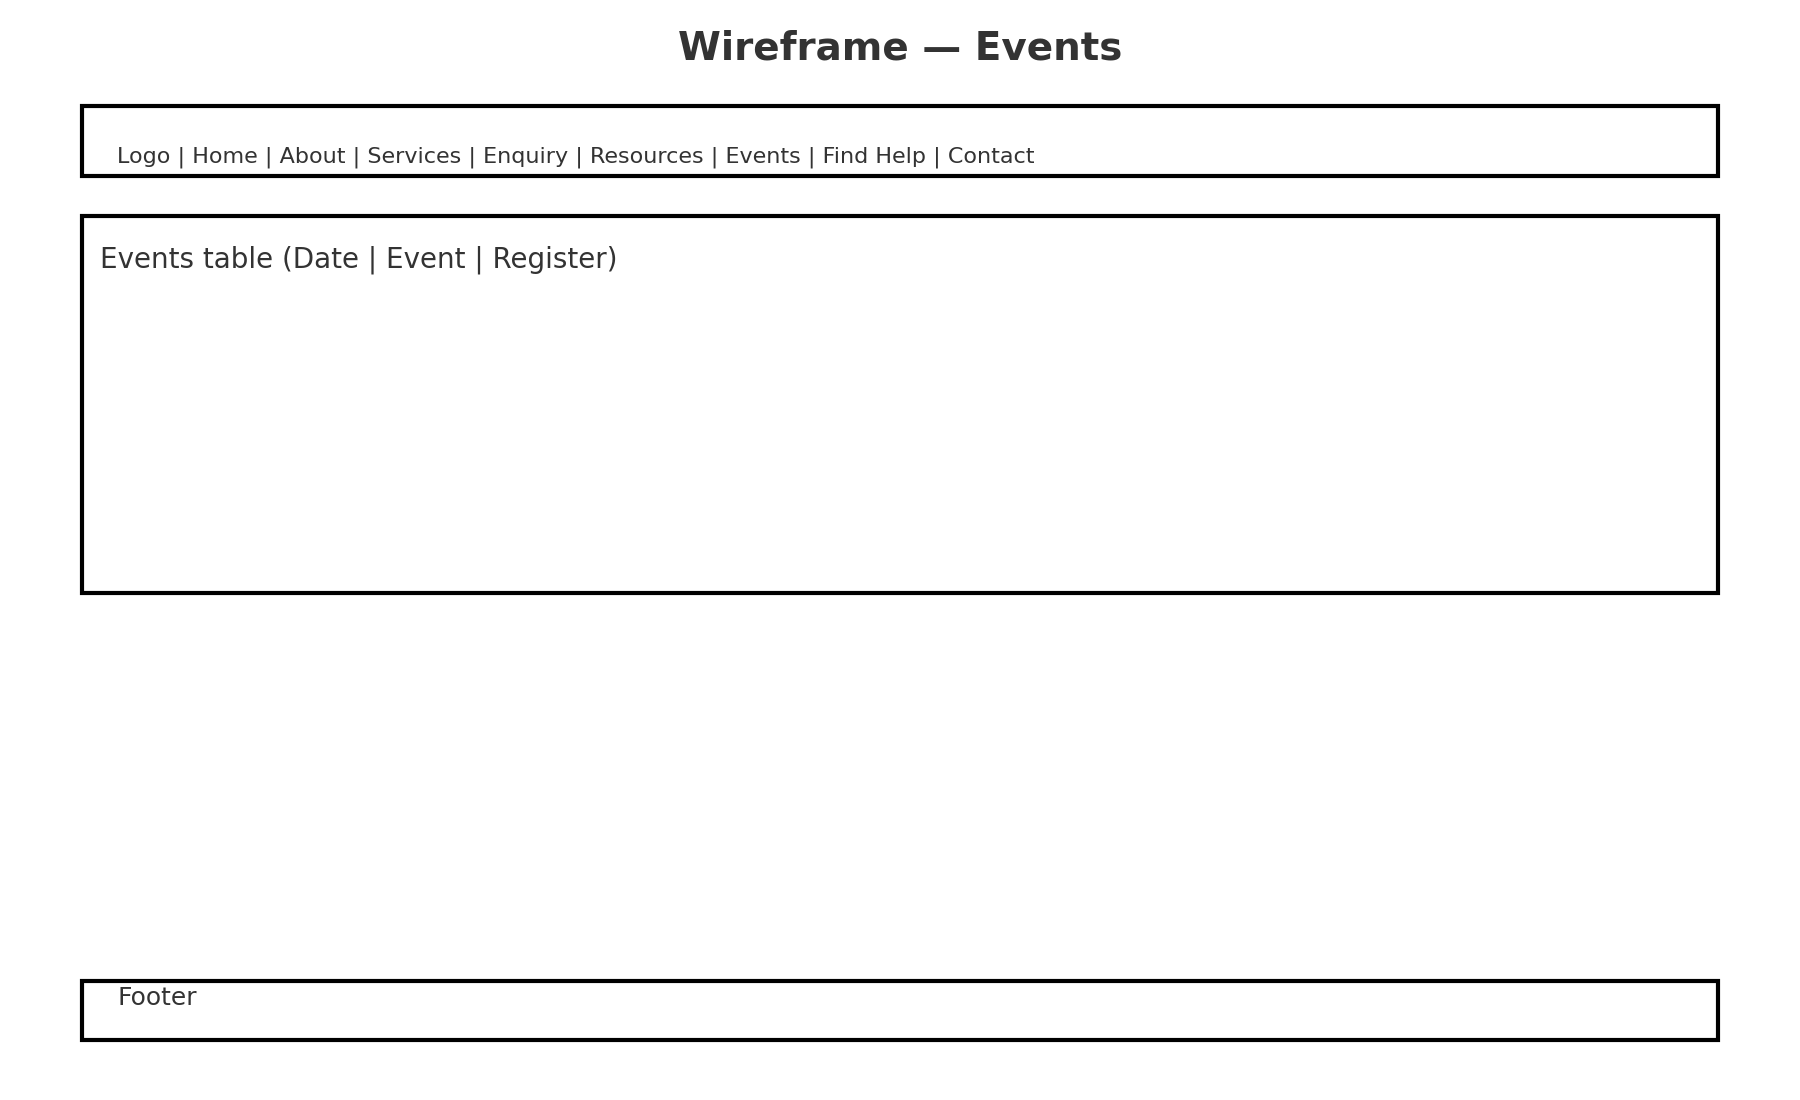 Wireframe — Events
Logo | Home | About | Services | Enquiry | Resources | Events | Find Help | Contact
Events table (Date | Event | Register)
Footer